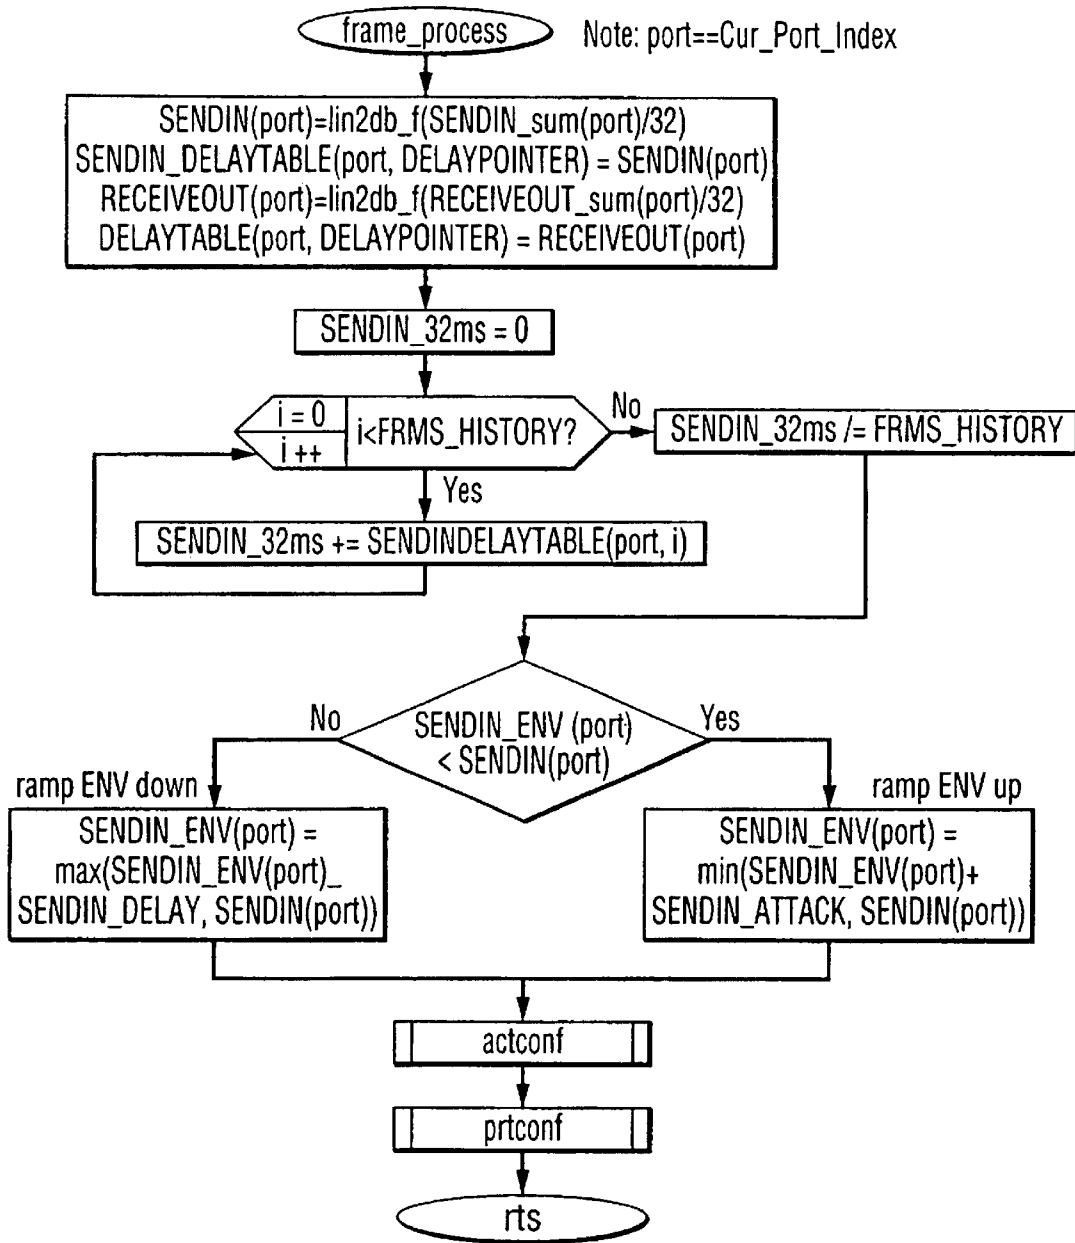 frame_process
Note: port==Cur_Port_Index
SENDIN(port)=lin2db_f(SENDIN_sum(port)/32)
SENDIN_DELAYTABLE(port, DELAYPOINTER) = SENDIN(port)
RECEIVEOUT(port)=lin2db_f(RECEIVEOUT_sum(port)/32)
DELAYTABLE(port, DELAYPOINTER) = RECEIVEOUT(port)
SENDIN_32ms = 0
i = 0
i ++
i<FRMS_HISTORY?
No
SENDIN_32ms /= FRMS_HISTORY
Yes
SENDIN_32ms += SENDINDELAYTABLE(port, i)
No
SENDIN_ENV (port)
< SENDIN(port)
Yes
ramp ENV down
SENDIN_ENV(port) =
max(SENDIN_ENV(port)_
SENDIN_DELAY, SENDIN(port))
ramp ENV up
SENDIN_ENV(port) =
min(SENDIN_ENV(port)+
SENDIN_ATTACK, SENDIN(port))
actconf
prtconf
rts